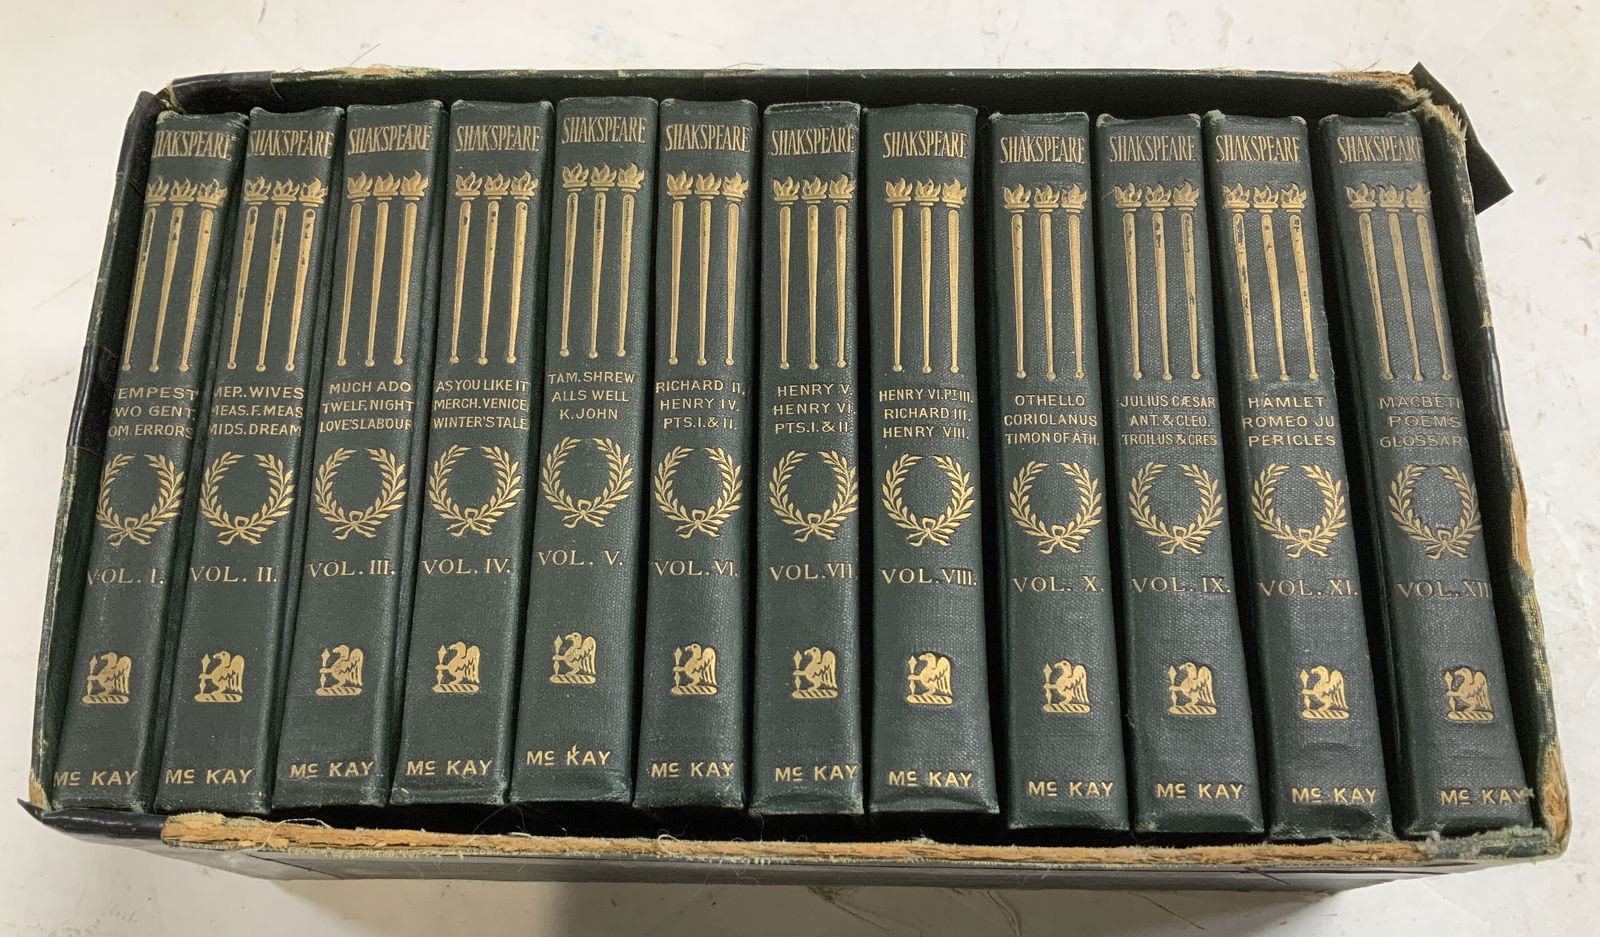 SHAKSPEARE
TEMPEST
TWO GENT.
COM. ERRORS
VOL. I.
MC KAY
SHAKSPEARE
MER. WIVES
MEAS. F. MEAS
MIDS. DREAM
VOL. II.
MC KAY
SHAKSPEARE
MUCH ADO
TWELF. NIGHT
LOVE'S LABOUR
VOL. III.
MC KAY
SHAKSPEARE
AS YOU LIKE IT
MERCH. VENICE
WINTER'S TALE
VOL. IV.
MC KAY
SHAKSPEARE
TAM. SHREW
ALLS WELL
K. JOHN
VOL. V.
MC KAY
SHAKSPEARE
RICHARD II.
HENRY IV.
PTS. I. & II.
VOL. VI.
MC KAY
SHAKSPEARE
HENRY V.
HENRY VI.
PTS. I. & II.
VOL. VII.
MC KAY
SHAKSPEARE
HENRY VI. PT. III.
RICHARD III.
HENRY VIII.
VOL. VIII.
MC KAY
SHAKSPEARE
OTHELLO
CORIOLANUS
TIMON OF ATH.
VOL. X.
MC KAY
SHAKSPEARE
JULIUS CÆSAR
ANT. & CLEO.
TROILUS & CRES
VOL. IX.
MC KAY
SHAKSPEARE
HAMLET
ROMEO JU
PERICLES
VOL. XI.
MC KAY
SHAKSPEARE
MACBETH
POEMS
GLOSSARY
VOL. XII
MC KAY